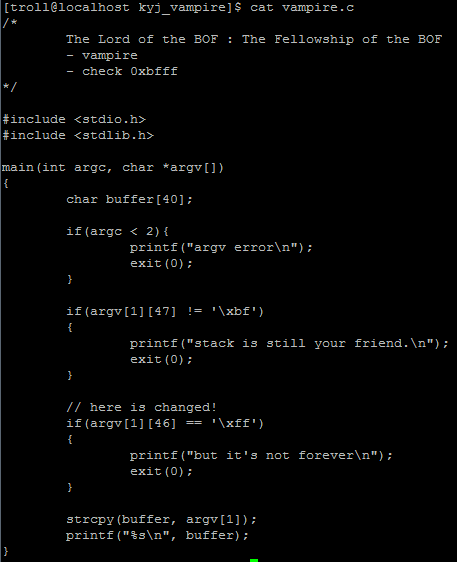 [troll@localhost kyj_vampire]$ cat vampire.c
/*
        The Lord of the BOF : The Fellowship of the BOF
        - vampire
        - check 0xbfff
*/

#include <stdio.h>
#include <stdlib.h>

main(int argc, char *argv[])
{
        char buffer[40];

        if(argc < 2){
                printf("argv error\n");
                exit(0);
        }

        if(argv[1][47] != '\xbf')
        {
                printf("stack is still your friend.\n");
                exit(0);
        }

        // here is changed!
        if(argv[1][46] == '\xff')
        {
                printf("but it's not forever\n");
                exit(0);
        }

        strcpy(buffer, argv[1]);
        printf("%s\n", buffer);
}